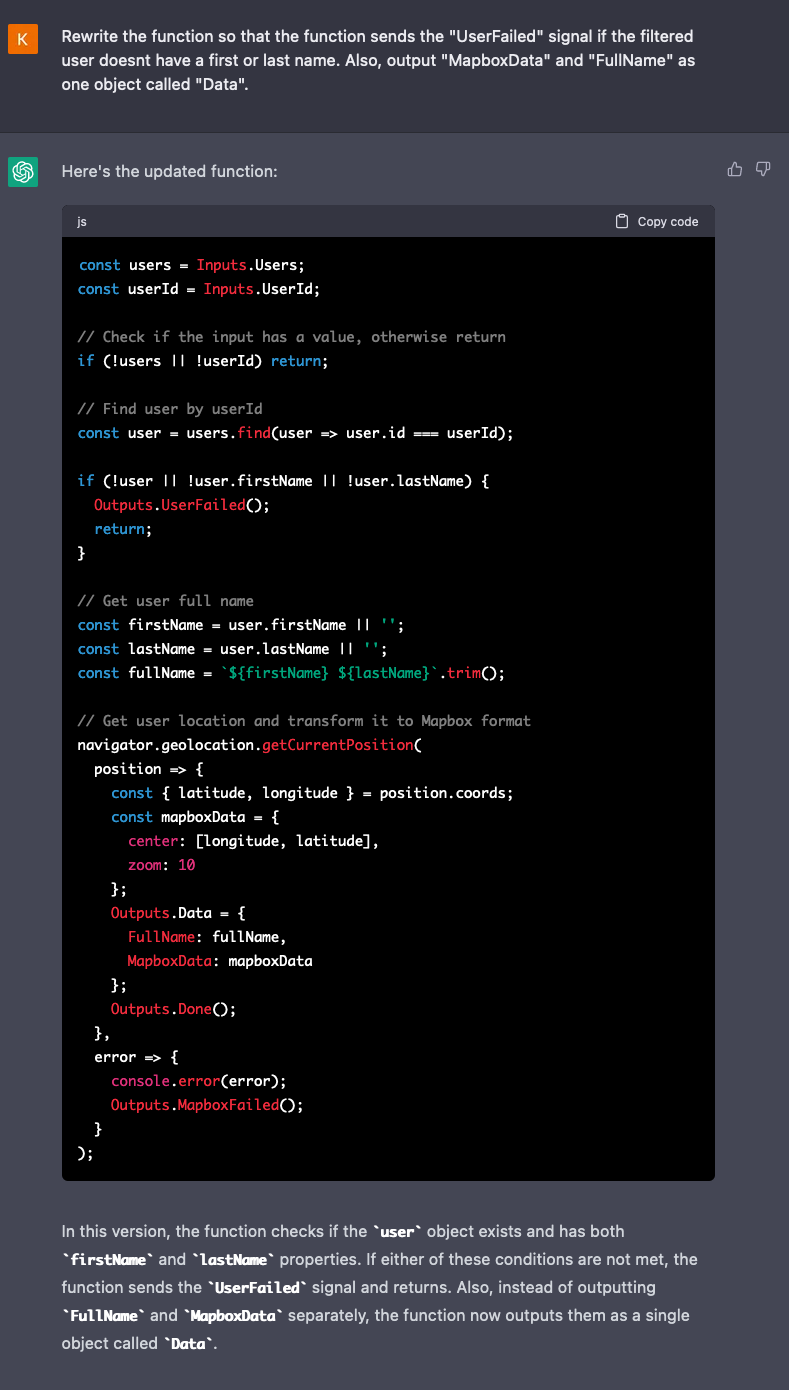 K
Rewrite the function so that the function sends the "UserFailed" signal if the filtered
user doesnt have a first or last name. Also, output "MapboxData" and "FullName" as
one object called "Data".
Here's the updated function:
js
Copy code
const users = Inputs.Users;
const userId = Inputs.UserId;
// Check if the input has a value, otherwise return
if (!users || !userId) return;
// Find user by userId
const user = users.find(user => user.id === userId);
if (!user || !user.firstName || !user.lastName) {
  Outputs.UserFailed();
  return;
}
// Get user full name
const firstName = user.firstName || '';
const lastName = user.lastName || '';
const fullName = `${firstName} ${lastName}`.trim();
// Get user location and transform it to Mapbox format
navigator.geolocation.getCurrentPosition(
  position => {
    const { latitude, longitude } = position.coords;
    const mapboxData = {
      center: [longitude, latitude],
      zoom: 10
    };
    Outputs.Data = {
      FullName: fullName,
      MapboxData: mapboxData
    };
    Outputs.Done();
  },
  error => {
    console.error(error);
    Outputs.MapboxFailed();
  }
);
In this version, the function checks if the `user` object exists and has both
`firstName` and `lastName` properties. If either of these conditions are not met, the
function sends the `UserFailed` signal and returns. Also, instead of outputting
`FullName` and `MapboxData` separately, the function now outputs them as a single
object called `Data`.